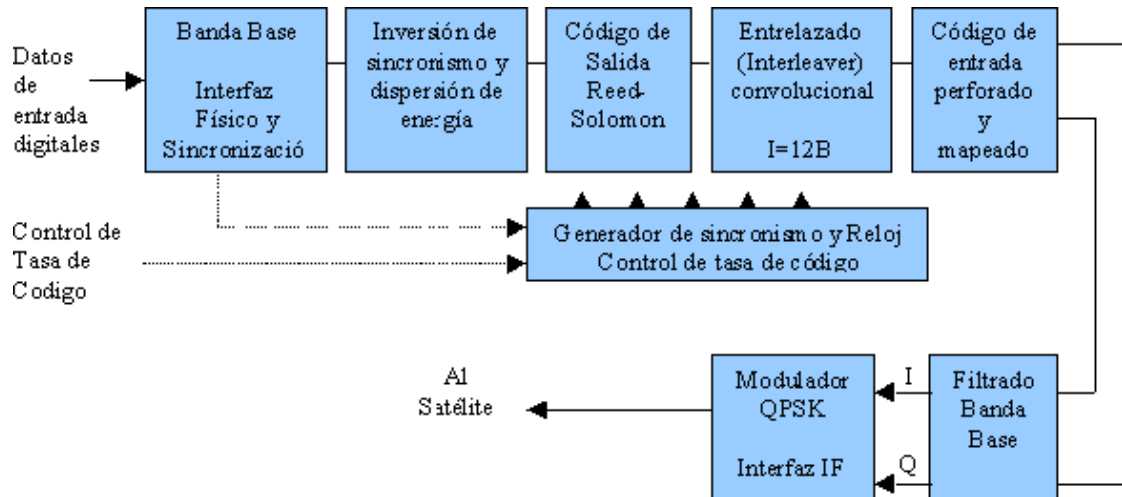 Datos
de
entrada
digitales
Banda Base
Interfaz
Físico y
Sincronizació
Inversión de
sincronismo y
dispersión de
energía
Código de
Salida
Reed-
Solomon
Entrelazado
(Interleaver)
convolucional
I=12B
Código de
entrada
perforado
y
mapeado
Control de
Tasa de
Codigo
Generador de sincronismo y Reloj
Control de tasa de código
Al
Satélite
Modulador
QPSK
Interfaz IF
I
Q
Filtrado
Banda
Base